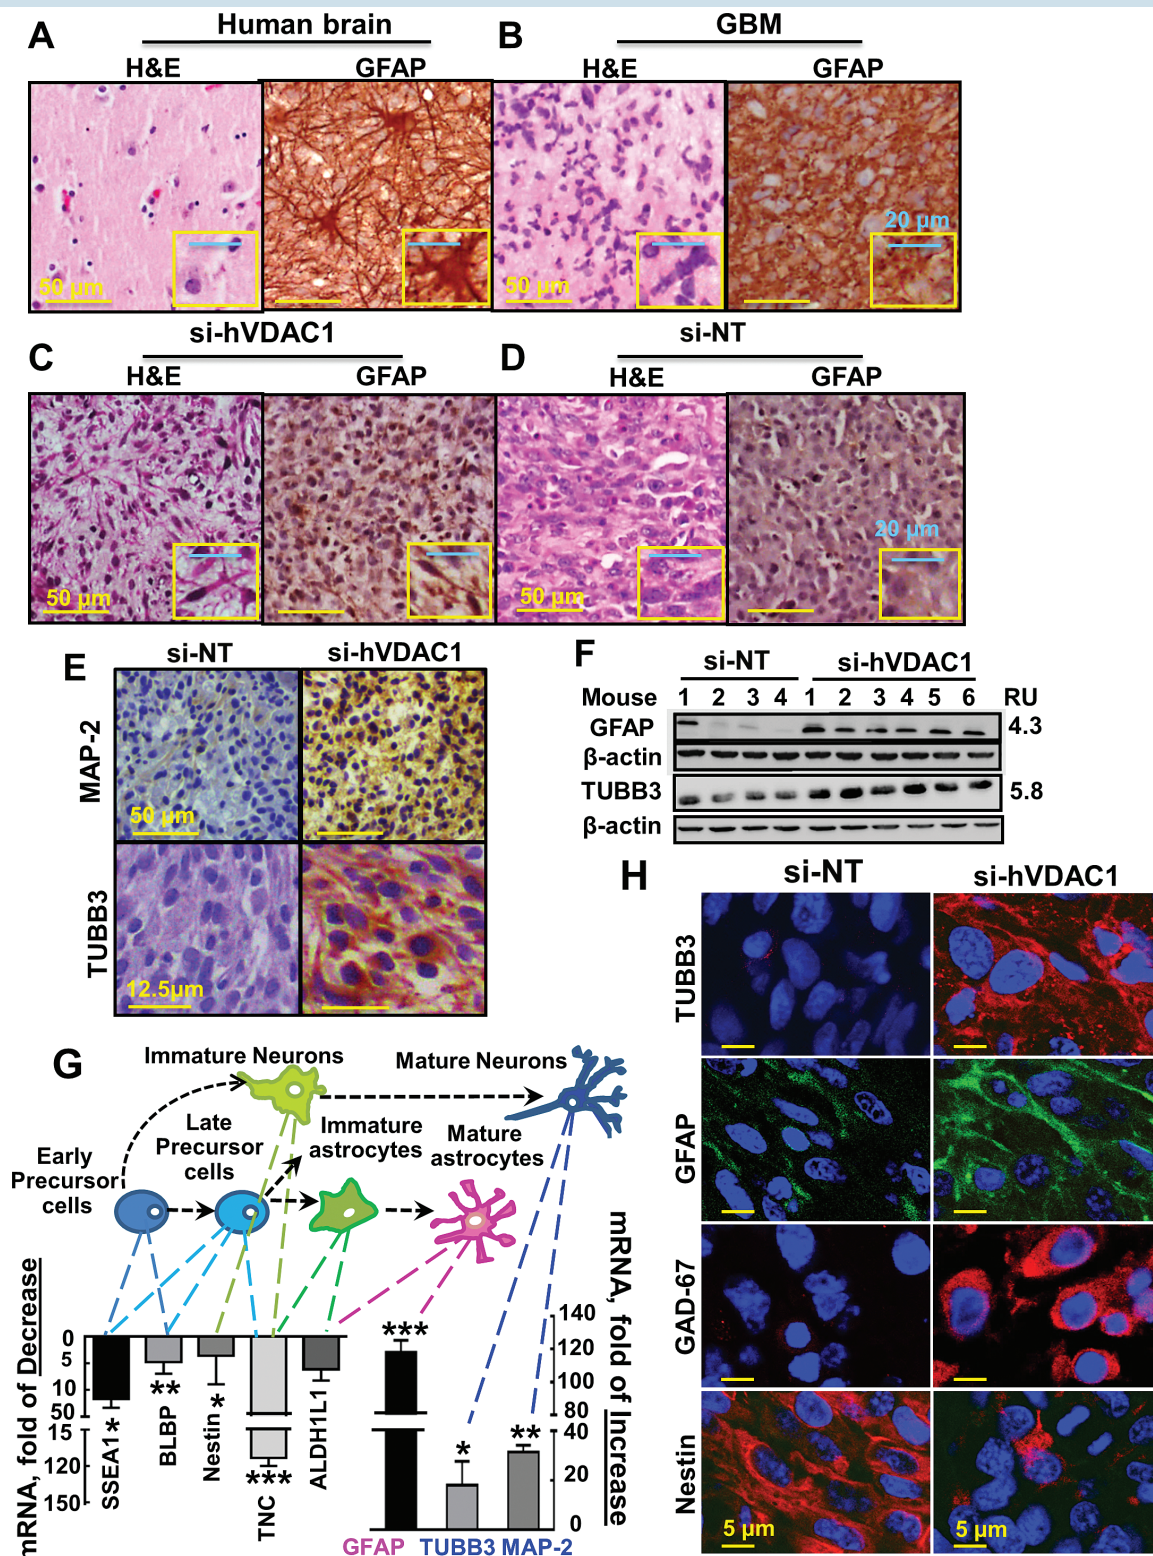 A
Human brain
H&E
GFAP
50 µm
B
GBM
H&E
GFAP
50 µm
20 µm
C
si-hVDAC1
H&E
GFAP
50 µm
D
si-NT
H&E
GFAP
50 µm
20 µm
E
si-NT
si-hVDAC1
MAP-2
50 µm
TUBB3
12.5µm
F
si-NT
si-hVDAC1
Mouse 1 2 3 4 1 2 3 4 5 6 RU
GFAP 4.3
β-actin
TUBB3 5.8
β-actin
G
Immature Neurons
Mature Neurons
Late
Precursor
cells
Immature
astrocytes
Mature
astrocytes
Early
Precursor
cells
mRNA, fold of Decrease
0
5
10
50
15
120
150
SSEA1
*
BLBP
**
Nestin
*
TNC
***
ALDH1L1
mRNA, fold of Increase
140
120
100
80
40
20
0
***
*
**
GFAP
TUBB3
MAP-2
H
si-NT
si-hVDAC1
TUBB3
GFAP
GAD-67
Nestin
5 µm
5 µm